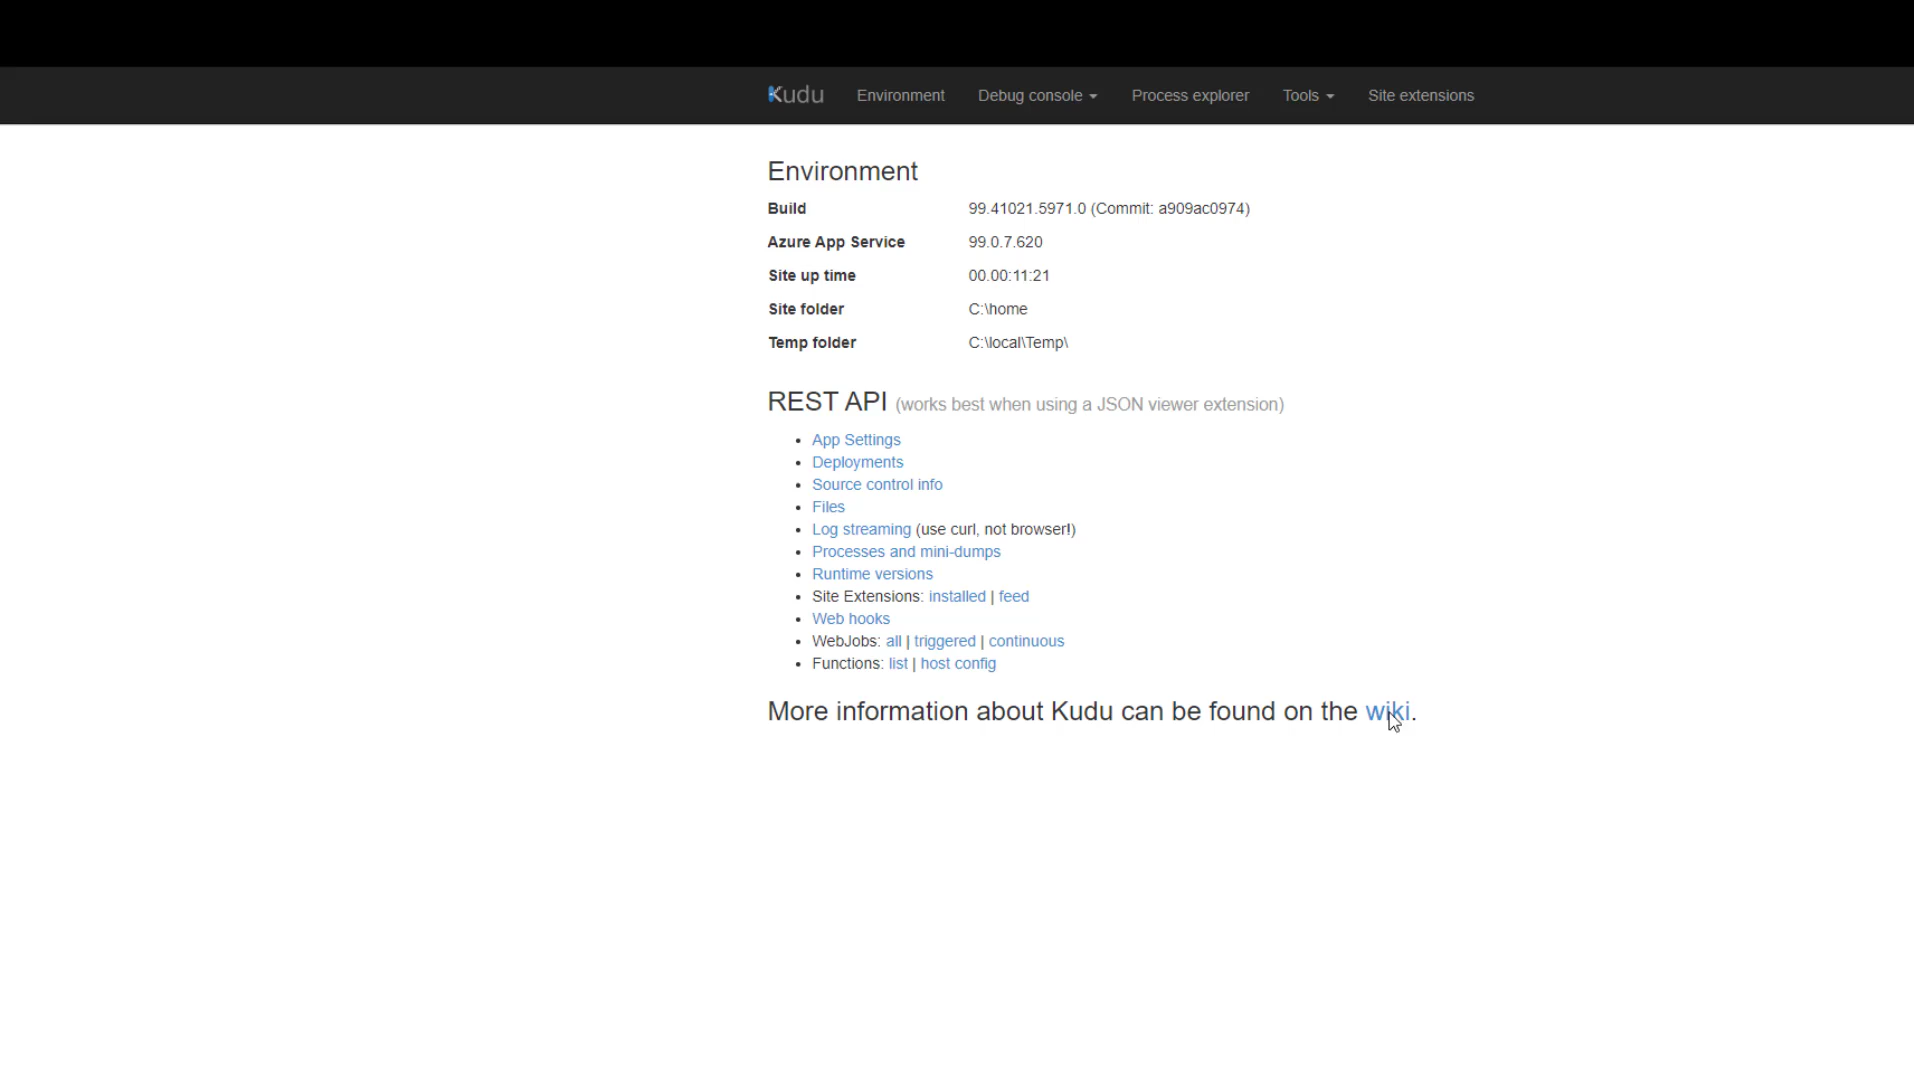 Kudu Environment Debug console Process explorer Tools Site extensions
Environment
Build 99.41021.5971.0 (Commit: a909ac0974)
Azure App Service 99.0.7.620
Site up time 00.00:11:21
Site folder C:\home
Temp folder C:\local\Temp\
REST API (works best when using a JSON viewer extension)
App Settings
Deployments
Source control info
Files
Log streaming (use curl, not browser!)
Processes and mini-dumps
Runtime versions
Site Extensions: installed | feed
Web hooks
WebJobs: all | triggered | continuous
Functions: list | host config
More information about Kudu can be found on the wiki.